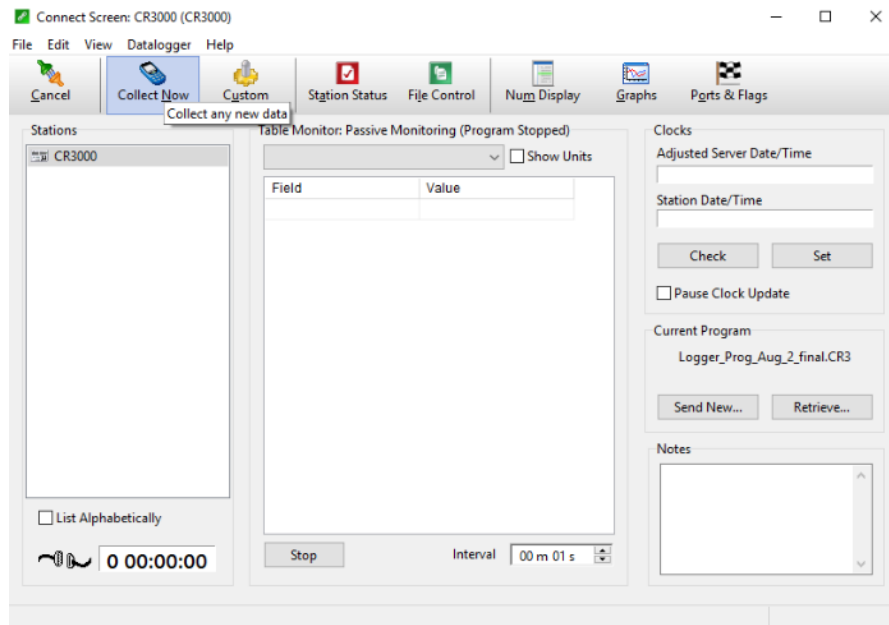 Connect Screen: CR3000 (CR3000)
File Edit View Datalogger Help
Cancel Collect Now Custom Station Status File Control Num Display Graphs Ports & Flags
Collect any new data
Stations
CR3000
List Alphabetically
0 00:00:00
Table Monitor: Passive Monitoring (Program Stopped)
Show Units
Field Value
Stop Interval 00 m 01 s
Clocks
Adjusted Server Date/Time
Station Date/Time
Check Set
Pause Clock Update
Current Program
Logger_Prog_Aug_2_final.CR3
Send New... Retrieve...
Notes